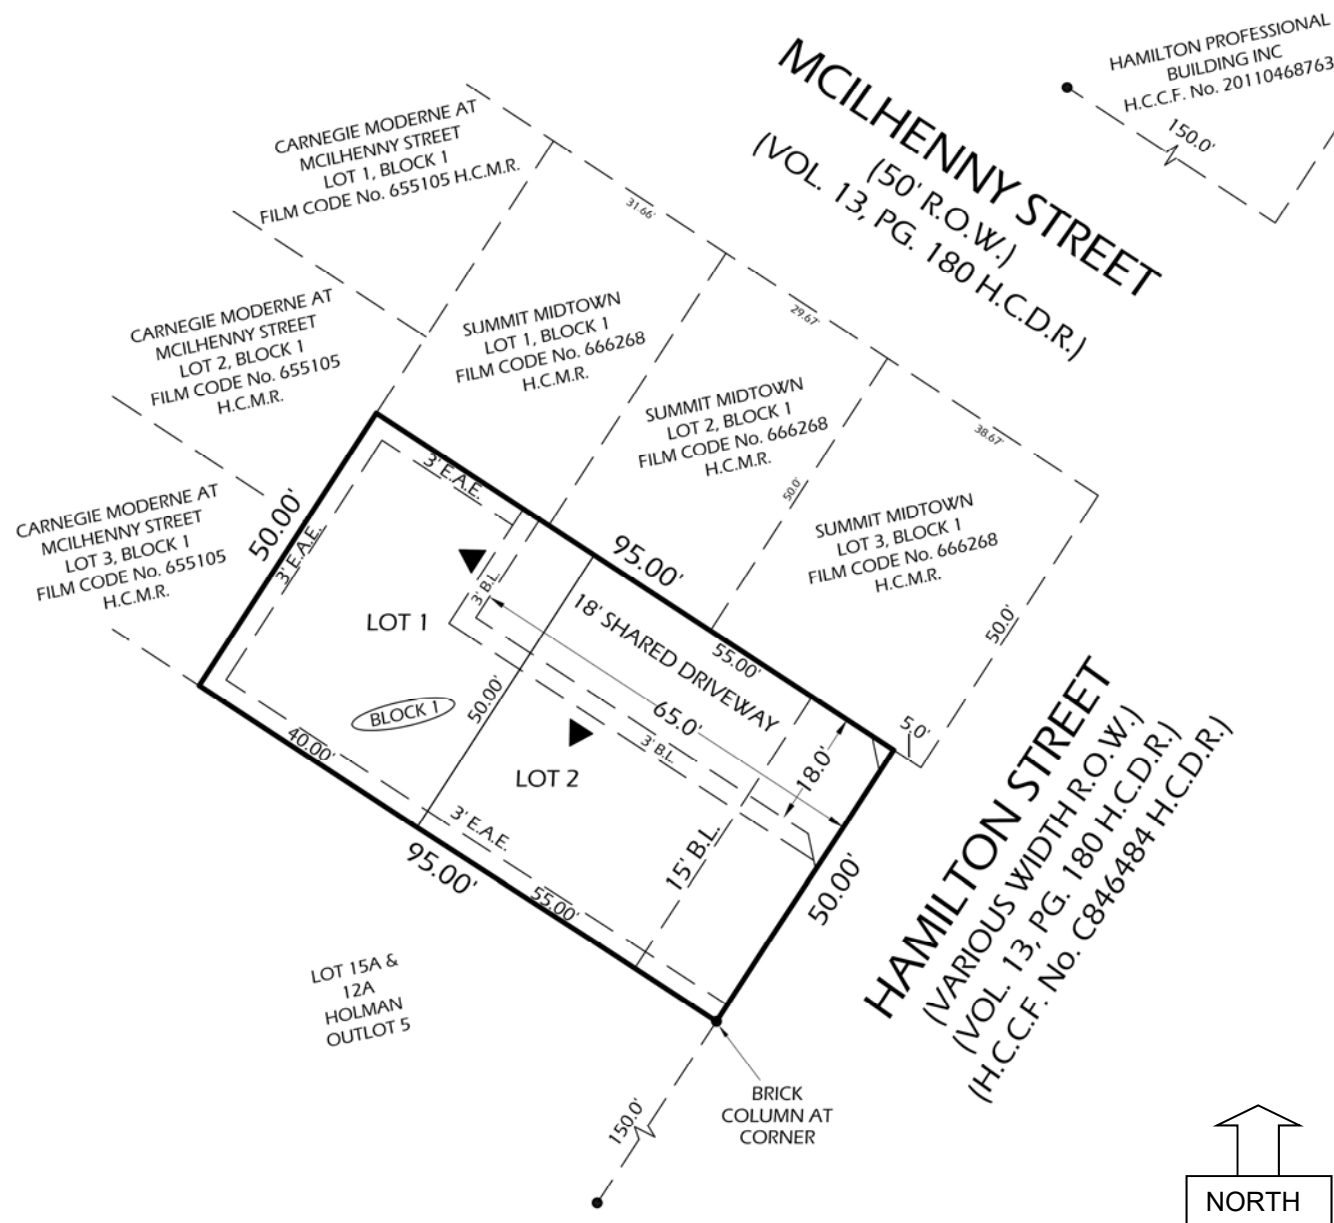 HAMILTON PROFESSIONAL
BUILDING INC
H.C.C.F. No. 20110468763
150.0'
MCILHENNY STREET
(50' R.O.W.)
(VOL. 13, PG. 180 H.C.D.R.)
CARNEGIE MODERNE AT
MCILHENNY STREET
LOT 1, BLOCK 1
FILM CODE No. 655105 H.C.M.R.
31.66'
29.67'
38.67'
CARNEGIE MODERNE AT
MCILHENNY STREET
LOT 2, BLOCK 1
FILM CODE No. 655105
H.C.M.R.
SUMMIT MIDTOWN
LOT 1, BLOCK 1
FILM CODE No. 666268
H.C.M.R.
SUMMIT MIDTOWN
LOT 2, BLOCK 1
FILM CODE No. 666268
H.C.M.R.
50.0'
SUMMIT MIDTOWN
LOT 3, BLOCK 1
FILM CODE No. 666268
H.C.M.R.
50.0'
CARNEGIE MODERNE AT
MCILHENNY STREET
LOT 3, BLOCK 1
FILM CODE No. 655105
H.C.M.R.
50.00'
3' E.A.E.
3' E.A.E.
95.00'
3' B.L.
LOT 1
18' SHARED DRIVEWAY
55.00'
65.0'
5.0'
18.0'
BLOCK 1
50.00'
3' B.L.
LOT 2
40.00'
3' E.A.E.
95.00'
55.00'
15' B.L.
50.00'
HAMILTON STREET
(VARIOUS WIDTH R.O.W.)
(VOL. 13, PG. 180 H.C.D.R.)
(H.C.C.F. No. C846484 H.C.D.R.)
LOT 15A &
12A
HOLMAN
OUTLOT 5
BRICK
COLUMN AT
CORNER
150.0'
NORTH